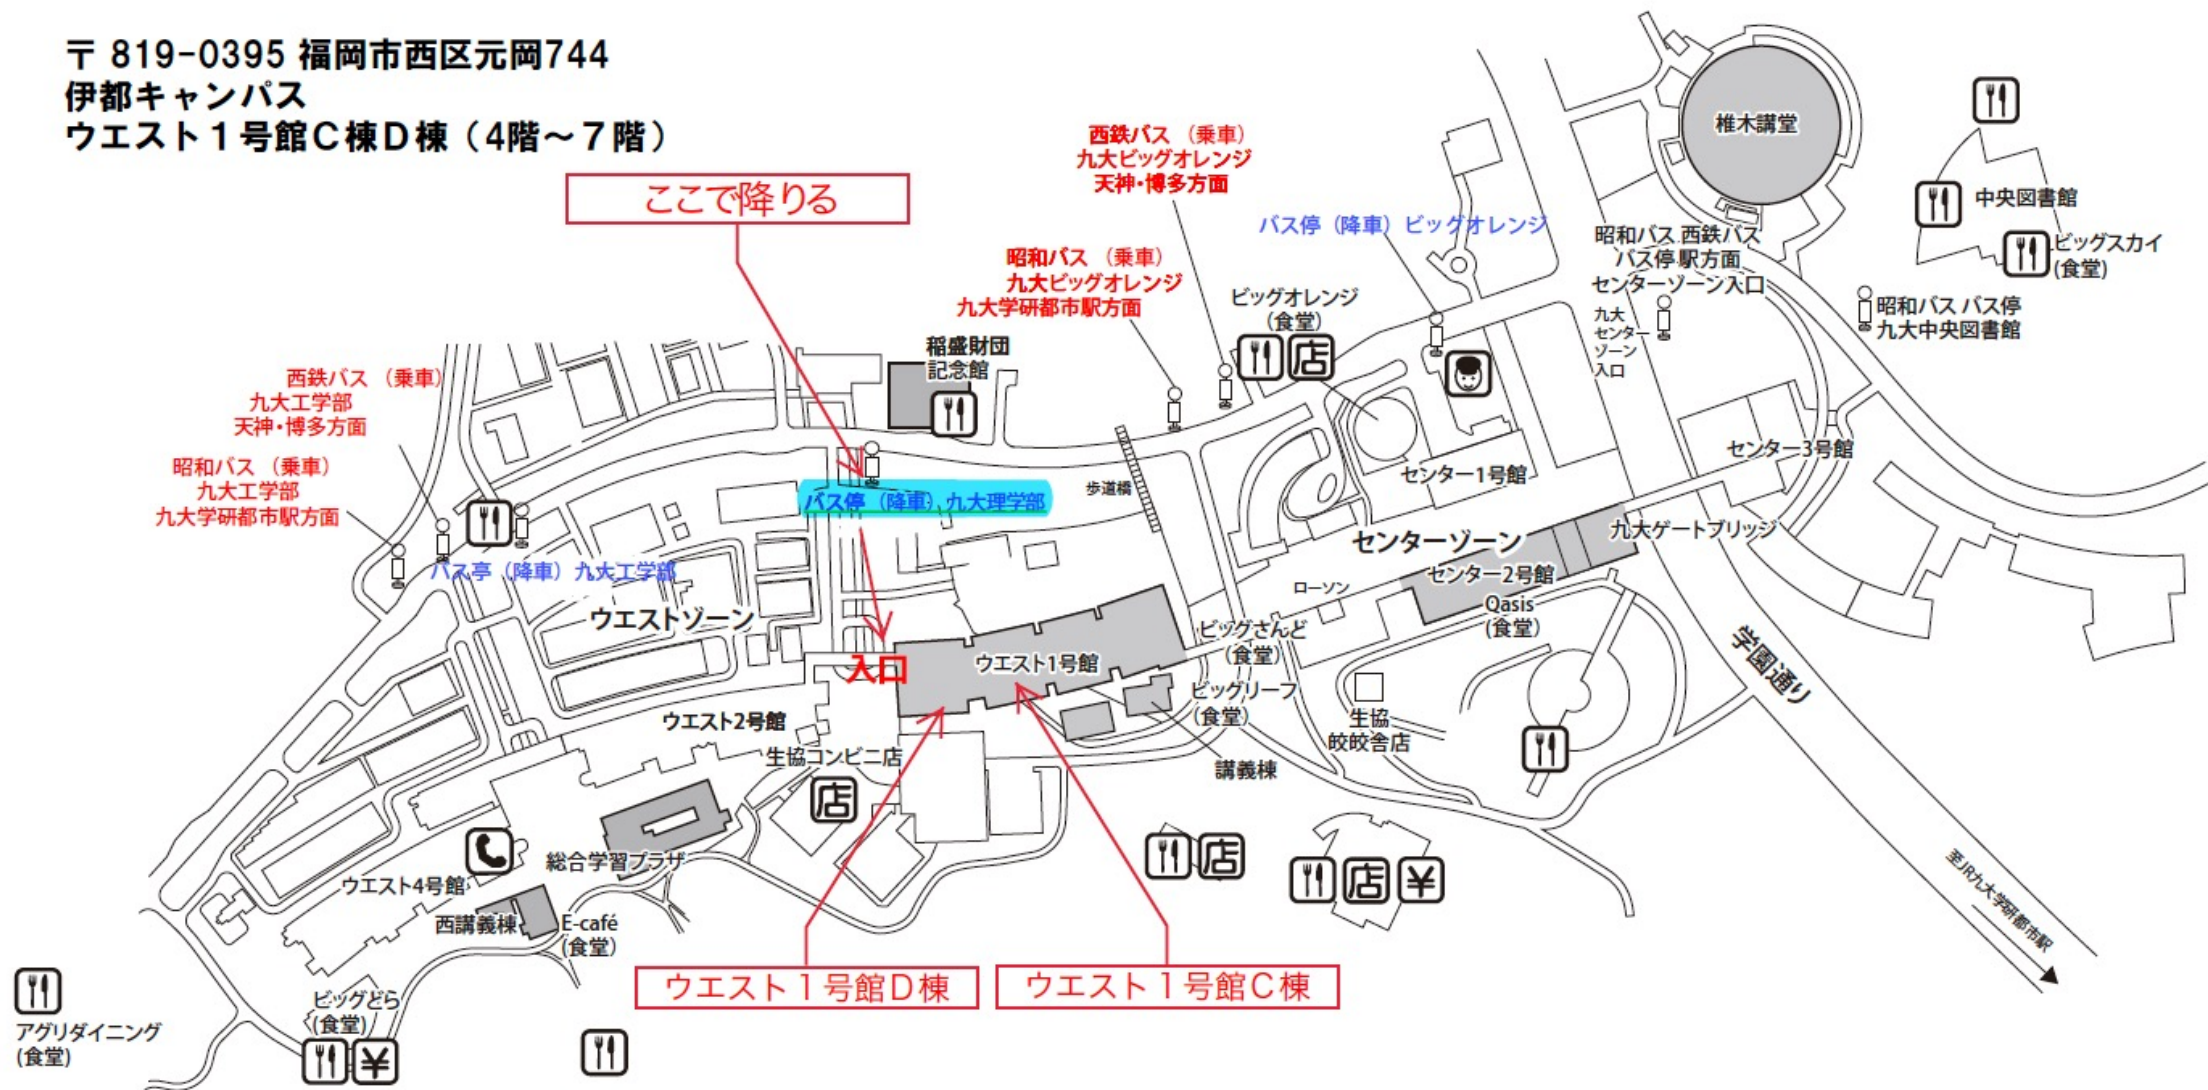 〒 819-0395 福岡市西区元岡744
伊都キャンパス
ウエスト１号館Ｃ棟Ｄ棟（4階～７階）
ここで降りる
西鉄バス（乗車）
九大ビッグオレンジ
天神・博多方面
バス停（降車）ビッグオレンジ
昭和バス（乗車）
九大ビッグオレンジ
九大学研都市駅方面
ビッグオレンジ
(食堂)
店
椎木講堂
中央図書館
ビッグスカイ
(食堂)
昭和バス 西鉄バス
バス停 駅方面
センターゾーン入口
九大
センター
ゾーン
入口
昭和バス バス停
九大中央図書館
稲盛財団
記念館
西鉄バス（乗車）
九大工学部
天神・博多方面
昭和バス（乗車）
九大工学部
九大学研都市駅方面
バス停（降車）九大理学部
バス亭（降車）九大工学部
歩道橋
センター1号館
センター3号館
センターゾーン
九大ゲートブリッジ
センター2号館
ローソン
Qasis
(食堂)
ウエストゾーン
入口
ウエスト1号館
ビッグさんど
(食堂)
ビッグリーフ
(食堂)
学園通り
ウエスト2号館
生協コンビニ店
店
講義棟
生協
皎皎舎店
総合学習プラザ
ウエスト4号館
西講義棟
E-café
(食堂)
店
店
¥
至JR九大学研都市駅
ウエスト１号館Ｄ棟
ウエスト１号館Ｃ棟
アグリダイニング
(食堂)
ビッグどら
(食堂)
¥